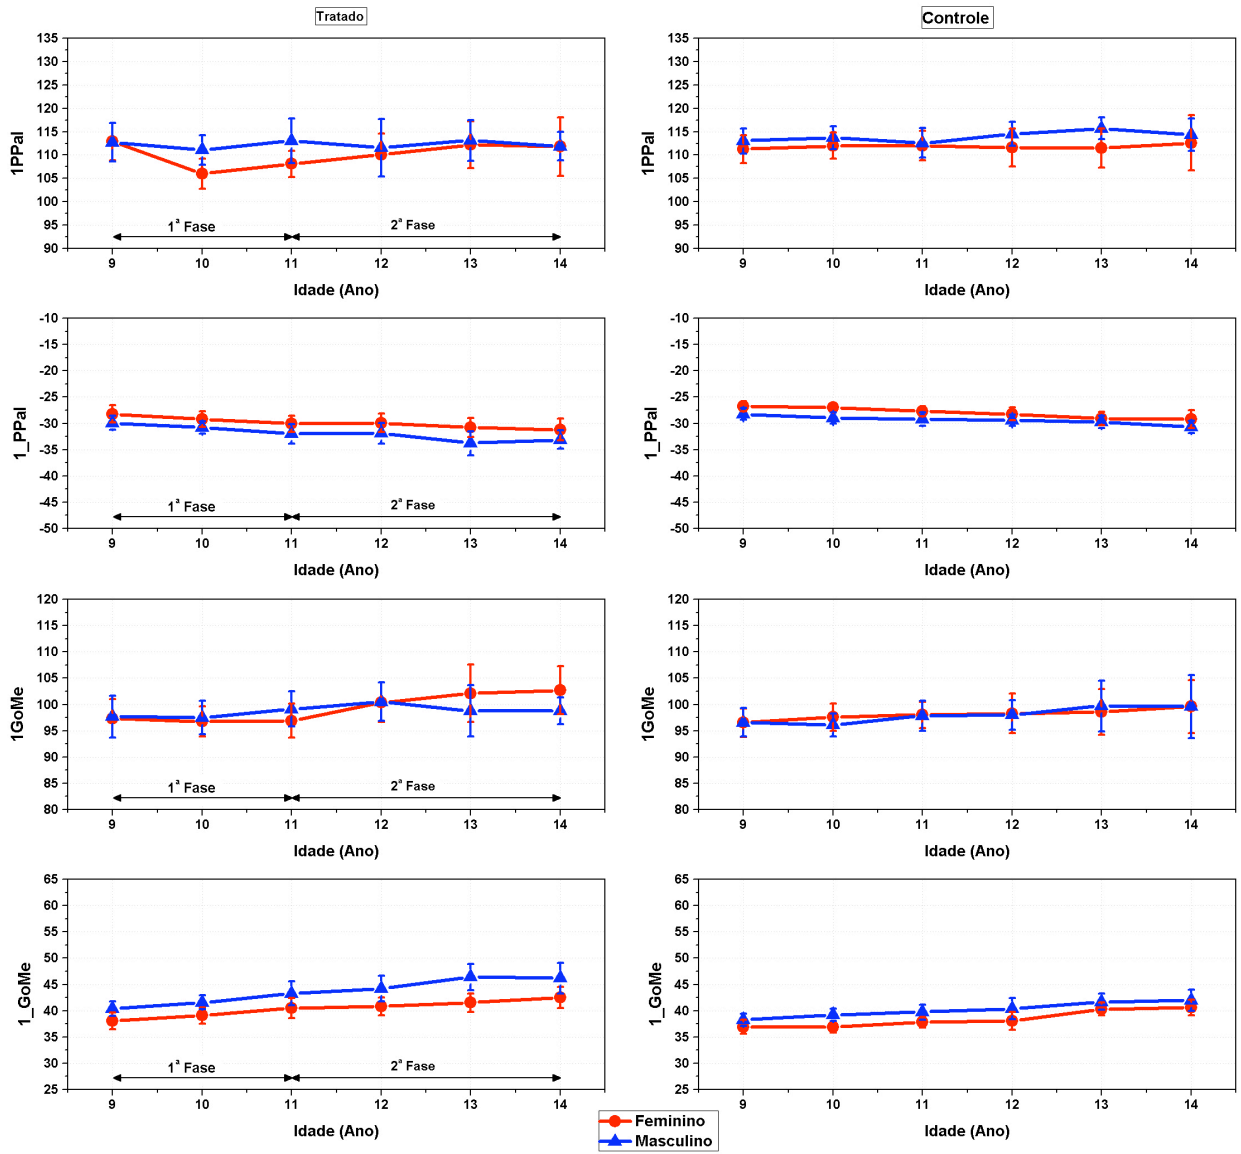 Tratado
Controle
135
130
125
120
115
110
105
100
95
90
1PPal
1ª Fase
2ª Fase
9 10 11 12 13 14
Idade (Ano)
135
130
125
120
115
110
105
100
95
90
1PPal
9 10 11 12 13 14
Idade (Ano)
-10
-15
-20
-25
-30
-35
-40
-45
-50
1_PPal
1ª Fase
2ª Fase
9 10 11 12 13 14
Idade (Ano)
-10
-15
-20
-25
-30
-35
-40
-45
-50
1_PPal
9 10 11 12 13 14
Idade (Ano)
120
115
110
105
100
95
90
85
80
1GoMe
1ª Fase
2ª Fase
9 10 11 12 13 14
Idade (Ano)
120
115
110
105
100
95
90
85
80
1GoMe
9 10 11 12 13 14
Idade (Ano)
65
60
55
50
45
40
35
30
25
1_GoMe
1ª Fase
2ª Fase
9 10 11 12 13 14
Idade (Ano)
65
60
55
50
45
40
35
30
25
1_GoMe
9 10 11 12 13 14
Idade (Ano)
Feminino
Masculino